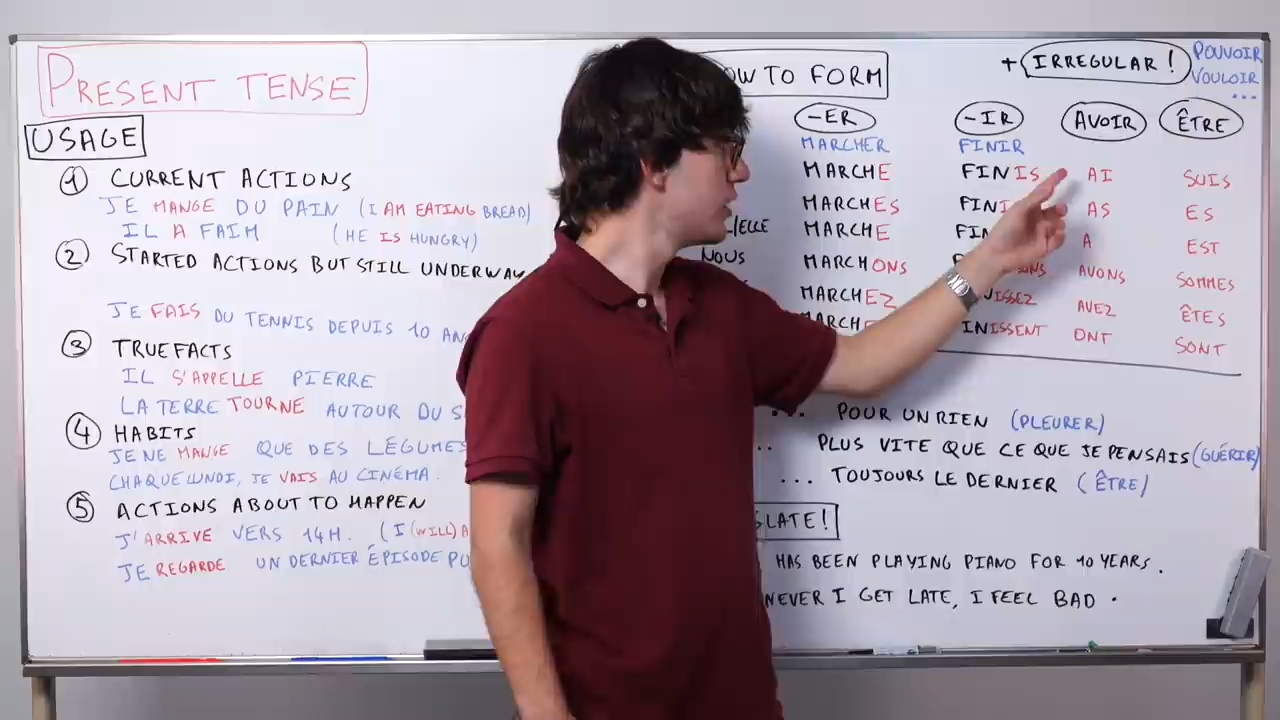 PRESENT TENSE
USAGE
1 CURRENT ACTIONS
JE MANGE DU PAIN (I AM EATING BREAD)
IL A FAIM (HE IS HUNGRY)
2 STARTED ACTIONS BUT STILL UNDERWAY
JE FAIS DU TENNIS DEPUIS 10
3 TRUE FACTS
IL S'APPELLE PIERRE
LA TERRE TOURNE AUTOUR DU
4 HABITS
JE NE MANGE QUE DES LÉGUMES
CHAQUE LUNDI, JE VAIS AU CINÉMA.
5 ACTIONS ABOUT TO HAPPEN
J'ARRIVE VERS 14H. (I (WILL)
JE REGARDE UN DERNIER ÉPISODE
TO FORM
+ IRREGULAR! POUVOIR
VOULOIR
...
-ER -IR AVOIR ÊTRE
MARCHER FINIR
MARCHE FINIS AI SUIS
MARCHES AS ES
/ELLE MARCHE A EST
NOUS MARCHONS AVONS SOMMES
MARCHEZ AVEZ ÊTES
ONT SONT
... POUR UN RIEN (PLEURER)
.. PLUS VITE QUE CE QUE JE PENSAIS (GUÉRIR)
... TOUJOURS LE DERNIER (ÊTRE)
HAS BEEN PLAYING PIANO FOR 10 YEARS.
I GET LATE, I FEEL BAD.